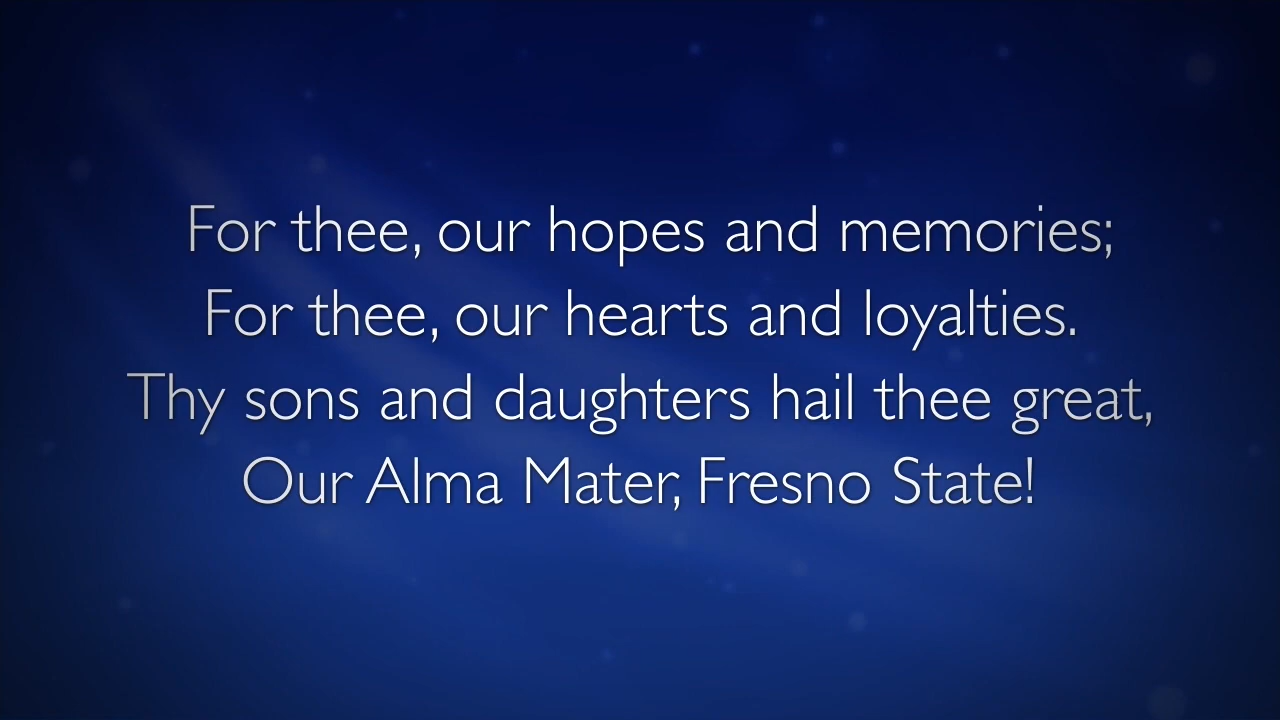 For thee, our hopes and memories;
For thee, our hearts and loyalties.
Thy sons and daughters hail thee great,
Our Alma Mater, Fresno State!